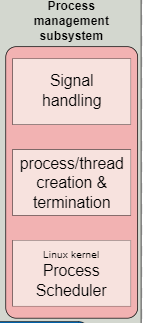 Process
management
subsystem
Signal
handling
process/thread
creation &
termination
Linux kernel
Process
Scheduler